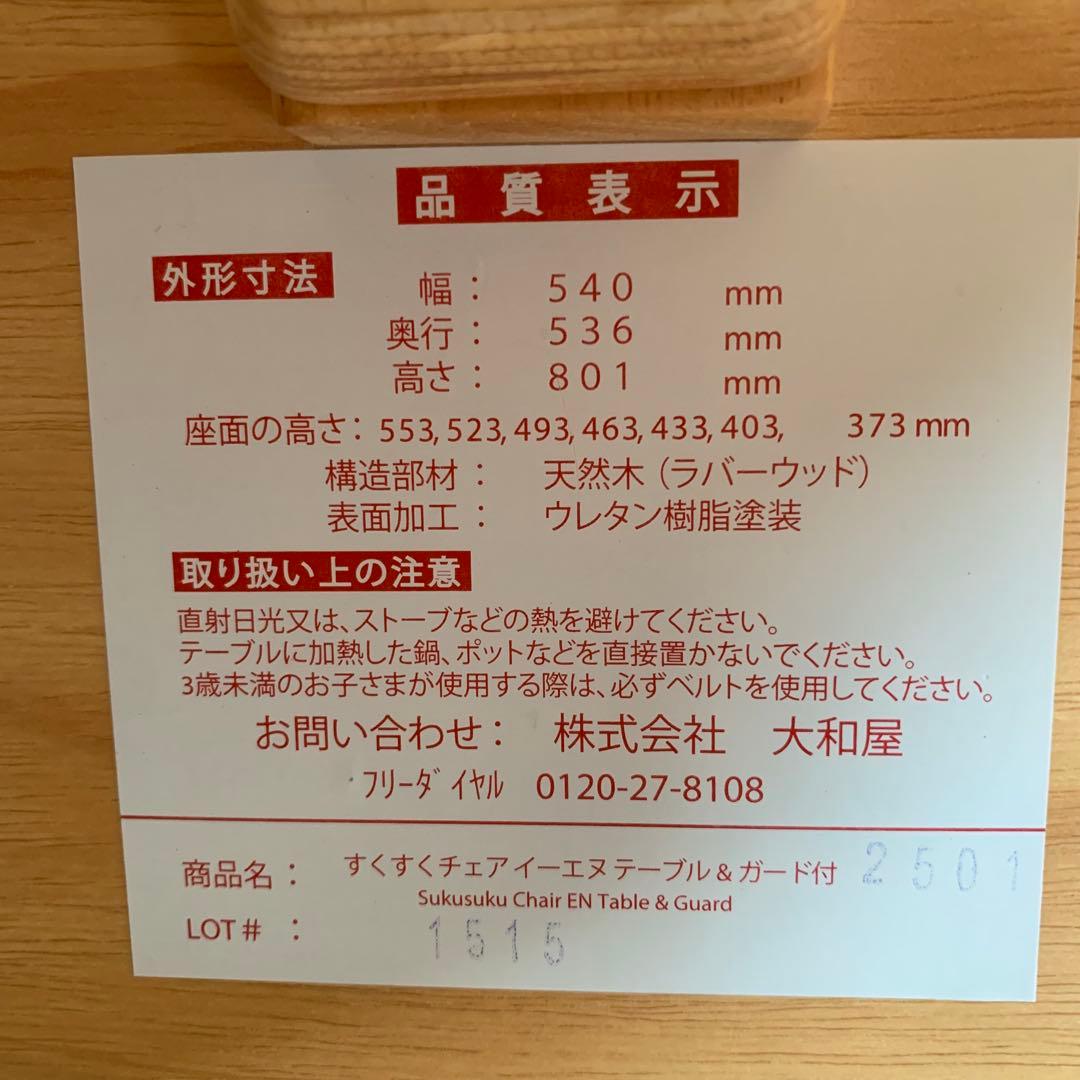 品質表示
外形寸法 幅： 540 mm
奥行： 536 mm
高さ： 801 mm
座面の高さ： 553, 523, 493, 463, 433, 403, 373 mm
構造部材： 天然木（ラバーウッド）
表面加工： ウレタン樹脂塗装
取り扱い上の注意
直射日光又は、ストーブなどの熱を避けてください。
テーブルに加熱した鍋、ポットなどを直接置かないでください。
3歳未満のお子さまが使用する際は、必ずベルトを使用してください。
お問い合わせ： 株式会社 大和屋
ﾌﾘｰﾀﾞｲﾔﾙ 0120-27-8108
商品名： すくすくチェアイーエヌテーブル＆ガード付 2501
Sukusuku Chair EN Table & Guard
LOT＃ ： 1515